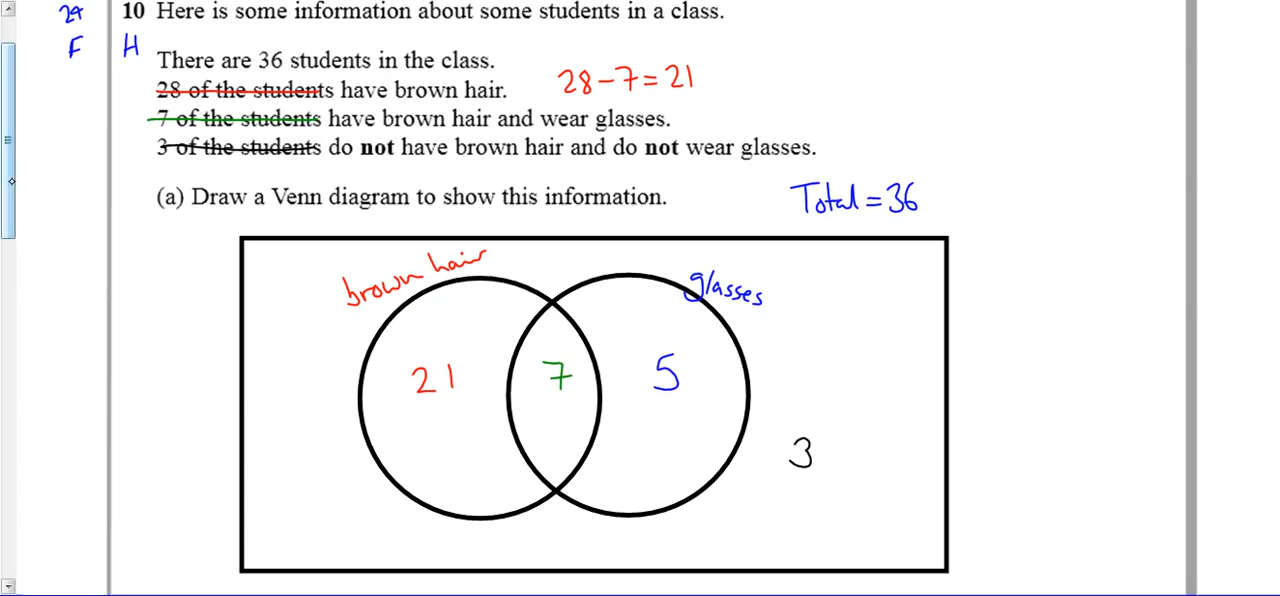 29
F H
10 Here is some information about some students in a class.
There are 36 students in the class.
28 of the students have brown hair. 28-7=21
7 of the students have brown hair and wear glasses.
3 of the students do not have brown hair and do not wear glasses.
(a) Draw a Venn diagram to show this information. Total = 36
brown hair glasses
21 7 5
3